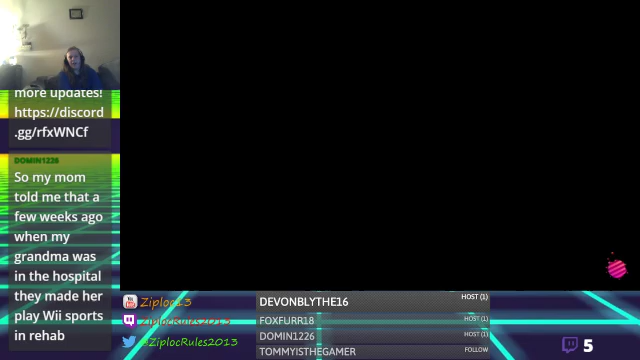 more updates!
https://discord
.gg/rfxWNCf
DOMIN1226
So my mom
told me that a
few weeks ago
when my
grandma was
in the hospital
they made her
play Wii sports
in rehab
Ziploc13
ZiplocRules2013
@ZiplocRules2013
DEVONBLYTHE16 HOST (1)
FOXFURR18 HOST (1)
DOMIN1226 HOST (1)
TOMMYISTHEGAMER FOLLOW
5